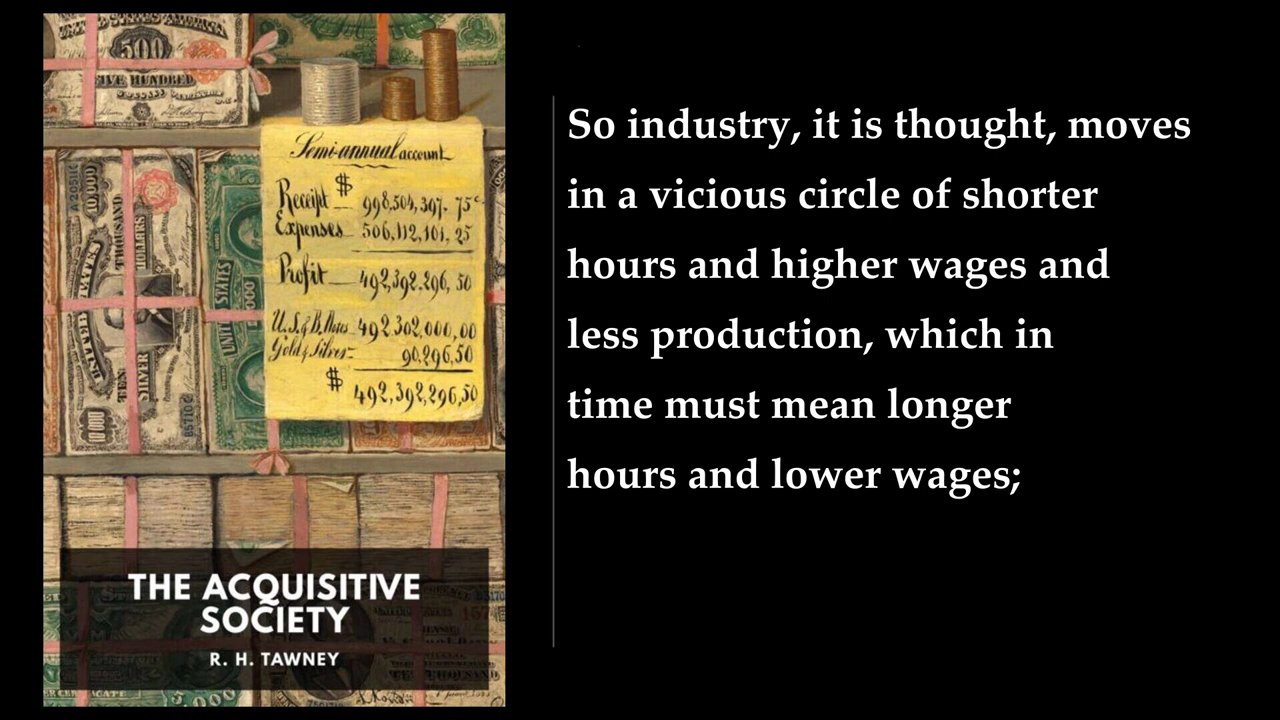 500
FIVE HUNDRED
Semi-annual account
$
Receipt 998,504,397. 75c
Expenses 506,112,101, 25
Profit 492,392,296, 50
U.S.G.B. Notes 492,302,000,00
Gold & Silver 90,296,50
$
492,392,296,50
THE ACQUISITIVE
SOCIETY
R. H. TAWNEY
So industry, it is thought, moves
in a vicious circle of shorter
hours and higher wages and
less production, which in
time must mean longer
hours and lower wages;